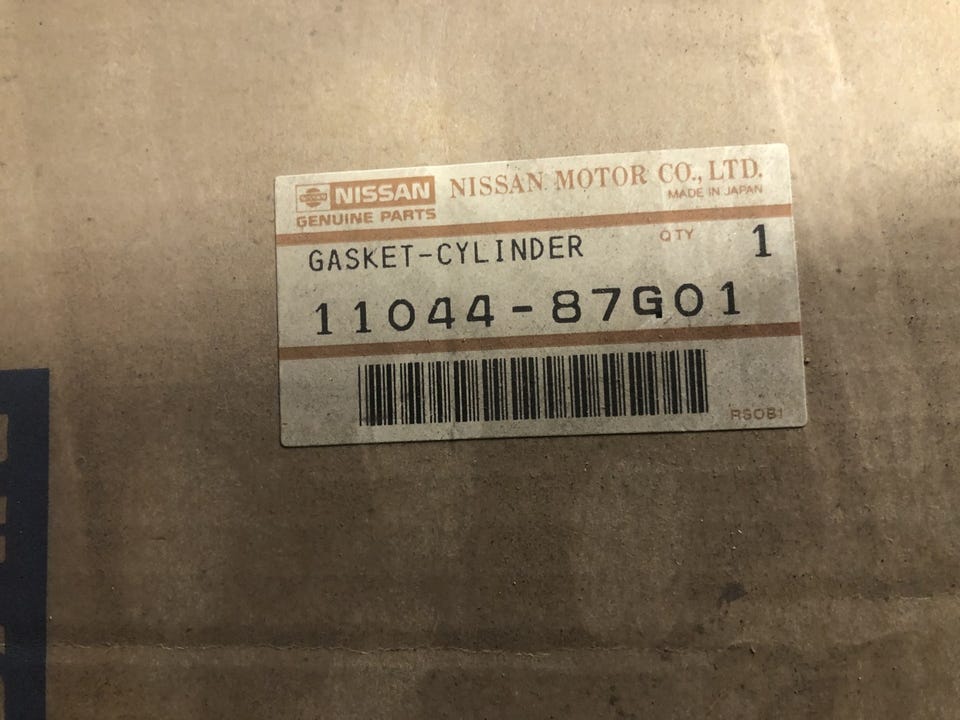 NISSAN
GENUINE PARTS
NISSAN MOTOR CO., LTD.
MADE IN JAPAN
GASKET-CYLINDER QTY 1
11044-87G01
RSOB1